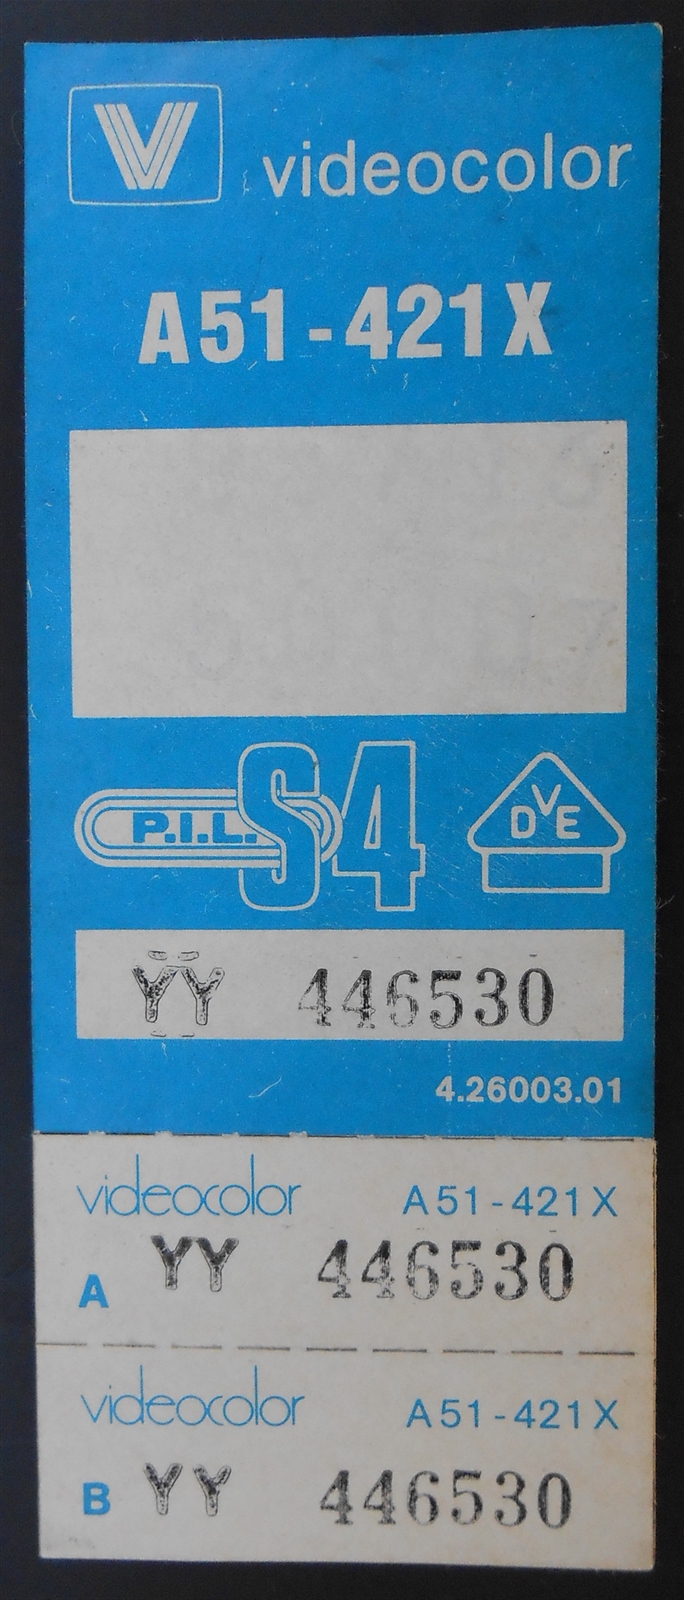 V
videocolor
A51-421X
P.I.L. S4
DVE
YY 446530
4.26003.01
videocolor A51-421X
A YY 446530
videocolor A51-421X
B YY 446530